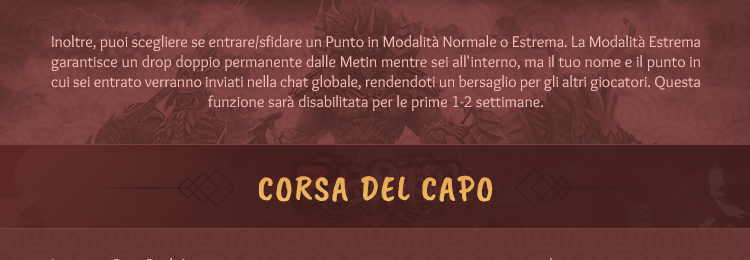 Inoltre, puoi scegliere se entrare/sfidare un Punto in Modalità Normale o Estrema. La Modalità Estrema
garantisce un drop doppio permanente dalle Metin mentre sei all'interno, ma il tuo nome e il punto in
cui sei entrato verranno inviati nella chat globale, rendendoti un bersaglio per gli altri giocatori. Questa
funzione sarà disabilitata per le prime 1-2 settimane.
CORSA DEL CAPO